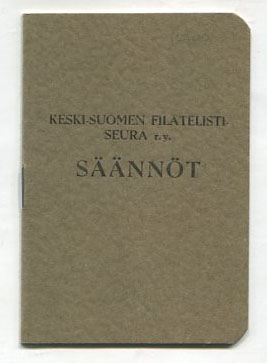 KESKI-SUOMEN FILATELISTI-
SEURA r.y.
SÄÄNNÖT